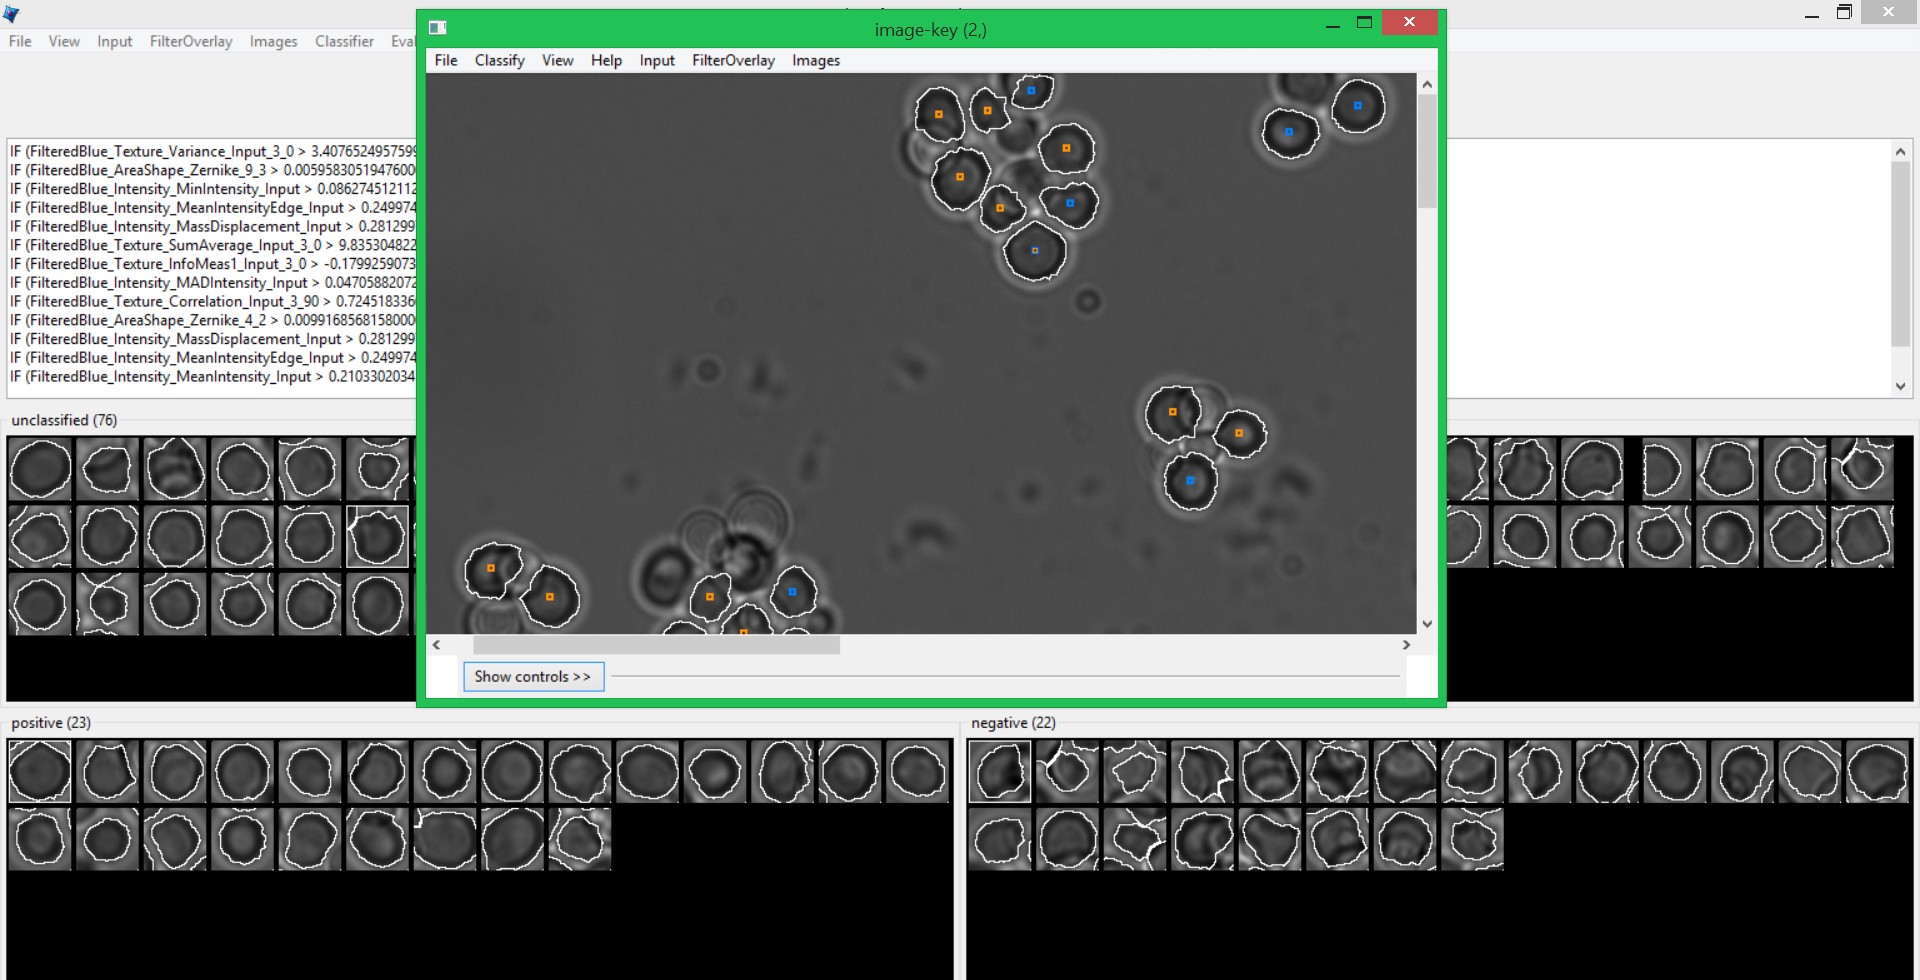 image-key (2,)
File View Input FilterOverlay Images Classifier Eval
File Classify View Help Input FilterOverlay Images
IF (FilteredBlue_Texture_Variance_Input_3_0 > 3.4076524957599
IF (FilteredBlue_AreaShape_Zernike_9_3 > 0.00595830519476000
IF (FilteredBlue_Intensity_MinIntensity_Input > 0.086274512112
IF (FilteredBlue_Intensity_MeanIntensityEdge_Input > 0.249974
IF (FilteredBlue_Intensity_MassDisplacement_Input > 0.281299
IF (FilteredBlue_Texture_SumAverage_Input_3_0 > 9.835304822
IF (FilteredBlue_Texture_InfoMeas1_Input_3_0 > -0.1799259073
IF (FilteredBlue_Intensity_MADIntensity_Input > 0.04705882072
IF (FilteredBlue_Texture_Correlation_Input_3_90 > 0.724518336
IF (FilteredBlue_AreaShape_Zernike_4_2 > 0.0099168568158000
IF (FilteredBlue_Intensity_MassDisplacement_Input > 0.281299
IF (FilteredBlue_Intensity_MeanIntensityEdge_Input > 0.249974
IF (FilteredBlue_Intensity_MeanIntensity_Input > 0.2103302034
unclassified (76)
Show controls >>
positive (23)
negative (22)